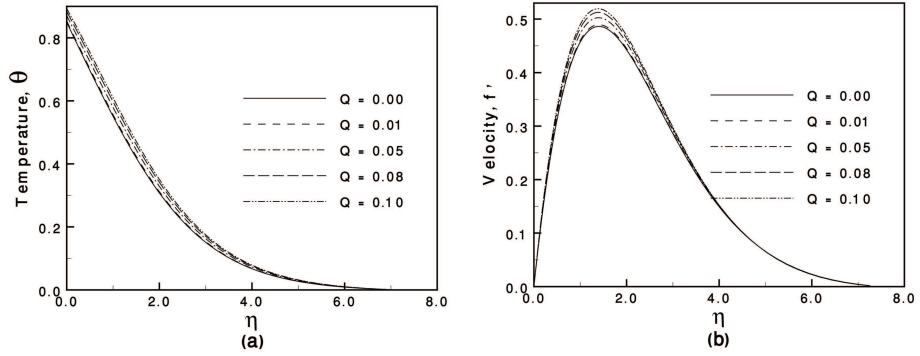 Temperature, θ
0.8
0.6
0.4
0.2
0.0
0.0 2.0 4.0 6.0 8.0
η
(a)
Q = 0.00
Q = 0.01
Q = 0.05
Q = 0.08
Q = 0.10
Velocity, f '
0.5
0.4
0.3
0.2
0.1
0.0
0.0 2.0 4.0 6.0 8.0
η
(b)
Q = 0.00
Q = 0.01
Q = 0.05
Q = 0.08
Q = 0.10